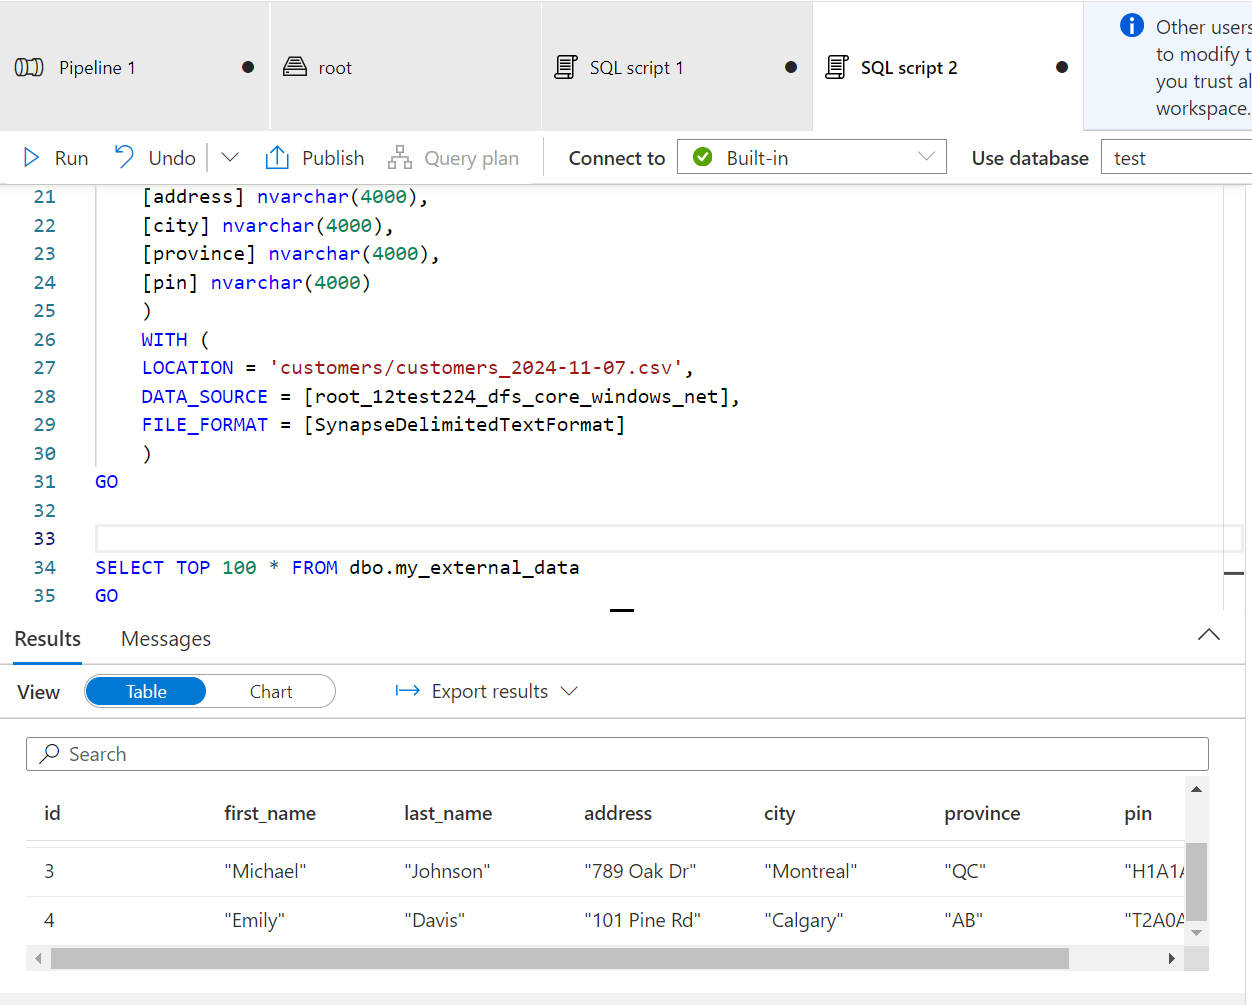 Pipeline 1
root
SQL script 1
SQL script 2
Other users
to modify t
you trust al
workspace.
Run Undo Publish Query plan Connect to Built-in Use database test
21 [address] nvarchar(4000),
22 [city] nvarchar(4000),
23 [province] nvarchar(4000),
24 [pin] nvarchar(4000)
25 )
26 WITH (
27 LOCATION = 'customers/customers_2024-11-07.csv',
28 DATA_SOURCE = [root_12test224_dfs_core_windows_net],
29 FILE_FORMAT = [SynapseDelimitedTextFormat]
30 )
31 GO
32
33
34 SELECT TOP 100 * FROM dbo.my_external_data
35 GO
Results Messages
View Table Chart Export results
Search
id first_name last_name address city province pin
3 "Michael" "Johnson" "789 Oak Dr" "Montreal" "QC" "H1A1A
4 "Emily" "Davis" "101 Pine Rd" "Calgary" "AB" "T2A0A